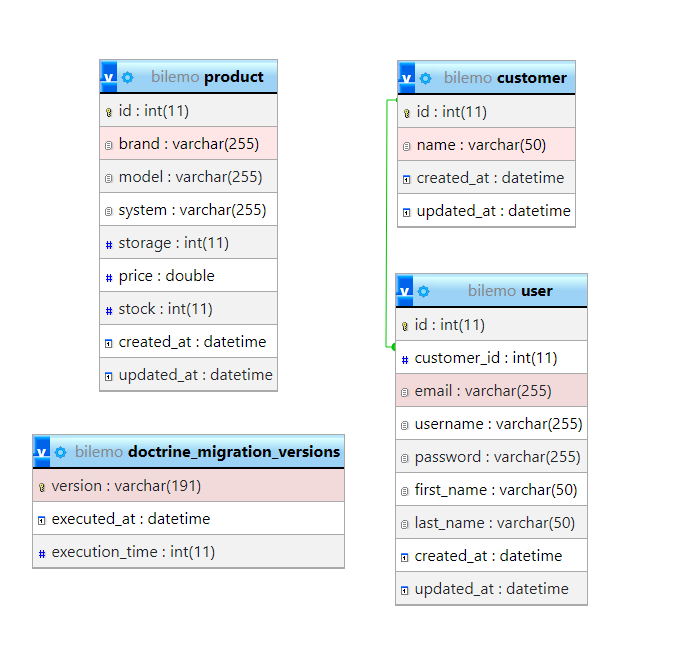 v bilemo product
id : int(11)
brand : varchar(255)
model : varchar(255)
system : varchar(255)
# storage : int(11)
# price : double
# stock : int(11)
created_at : datetime
updated_at : datetime
v bilemo customer
id : int(11)
name : varchar(50)
created_at : datetime
updated_at : datetime
v bilemo user
id : int(11)
# customer_id : int(11)
email : varchar(255)
username : varchar(255)
password : varchar(255)
first_name : varchar(50)
last_name : varchar(50)
created_at : datetime
updated_at : datetime
v bilemo doctrine_migration_versions
version : varchar(191)
executed_at : datetime
# execution_time : int(11)